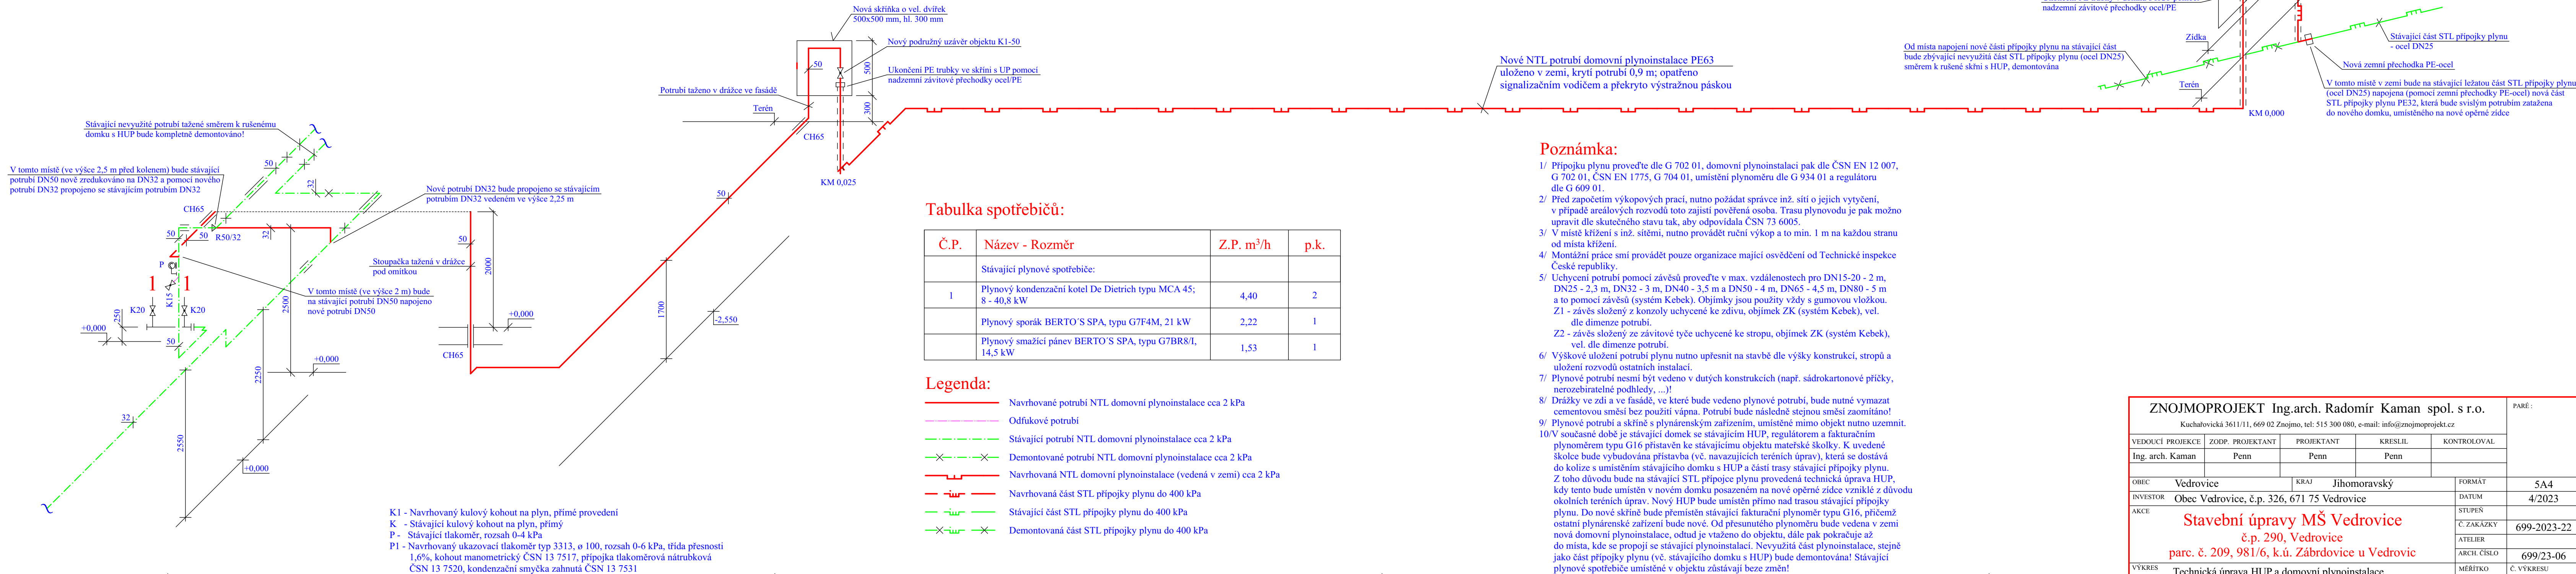 Nová skříňka o vel. dvířek
500x500 mm, hl. 300 mm
Nový podružný uzávěr objektu K1-50
Ukončení PE trubky ve skříni s UP pomocí
nadzemní závitové přechodky ocel/PE
50
500
300
Potrubí taženo v drážce ve fasádě
Terén
CH65
KM 0,025
Nové NTL potrubí domovní plynoinstalace PE63
uloženo v zemi, krytí potrubí 0,9 m; opatřeno
signalizačním vodičem a překryto výstražnou páskou
nadzemní závitové přechodky ocel/PE
Od místa napojení nové části přípojky plynu na stávající část
bude zbývající nevyužitá část STL přípojky plynu (ocel DN25)
směrem k rušené skříni s HUP, demontována
Zídka
Terén
KM 0,000
Stávající část STL přípojky plynu
- ocel DN25
Nová zemní přechodka PE-ocel
V tomto místě v zemi bude na stávající ležatou část STL přípojky plynu
(ocel DN25) napojena (pomocí zemní přechodky PE-ocel) nová část
STL přípojky plynu PE32, která bude svislým potrubím zatažena
do nového domku, umístěného na nové opěrné zídce
Stávající nevyužité potrubí tažené směrem k rušenému
domku s HUP bude kompletně demontováno!
V tomto místě (ve výšce 2,5 m před kolenem) bude stávající
potrubí DN50 nově zredukováno na DN32 a pomocí nového
potrubí DN32 propojeno se stávajícím potrubím DN32
50
32
Nové potrubí DN32 bude propojeno se stávajícím
potrubím DN32 vedeném ve výšce 2,25 m
CH65
50
50
R50/32
32
P
1
1
K15
K20
K20
250
+0,000
50
V tomto místě (ve výšce 2 m) bude
na stávající potrubí DN50 napojeno
nové potrubí DN50
2500
2250
+0,000
32
2550
+0,000
50
Stoupačka tažená v drážce
pod omítkou
2000
+0,000
CH65
50
1700
-2,550
Tabulka spotřebičů:
Č.P. Název - Rozměr Z.P. m³/h p.k.
Stávající plynové spotřebiče:
1 Plynový kondenzační kotel De Dietrich typu MCA 45; 8 - 40,8 kW 4,40 2
Plynový sporák BERTO´S SPA, typu G7F4M, 21 kW 2,22 1
Plynový smažící pánev BERTO´S SPA, typu G7BR8/I, 14,5 kW 1,53 1
Legenda:
Navrhované potrubí NTL domovní plynoinstalace cca 2 kPa
Odfukové potrubí
Stávající potrubí NTL domovní plynoinstalace cca 2 kPa
Demontované potrubí NTL domovní plynoinstalace cca 2 kPa
Navrhovaná NTL domovní plynoinstalace (vedená v zemi) cca 2 kPa
Navrhovaná část STL přípojky plynu do 400 kPa
Stávající část STL přípojky plynu do 400 kPa
Demontovaná část STL přípojky plynu do 400 kPa
K1 - Navrhovaný kulový kohout na plyn, přímé provedení
K - Stávající kulový kohout na plyn, přímý
P - Stávající tlakoměr, rozsah 0-4 kPa
P1 - Navrhovaný ukazovací tlakoměr typ 3313, ø 100, rozsah 0-6 kPa, třída přesnosti
1,6%, kohout manometrický ČSN 13 7517, přípojka tlakoměrová nátrubková
ČSN 13 7520, kondenzační smyčka zahnutá ČSN 13 7531
Poznámka:
1/ Přípojku plynu proveďte dle G 702 01, domovní plynoinstalaci pak dle ČSN EN 12 007,
G 702 01, ČSN EN 1775, G 704 01, umístění plynoměru dle G 934 01 a regulátoru
dle G 609 01.
2/ Před započetím výkopových prací, nutno požádat správce inž. sítí o jejich vytyčení,
v případě areálových rozvodů toto zajistí pověřená osoba. Trasu plynovodu je pak možno
upravit dle skutečného stavu tak, aby odpovídala ČSN 73 6005.
3/ V místě křížení s inž. sítěmi, nutno provádět ruční výkop a to min. 1 m na každou stranu
od místa křížení.
4/ Montážní práce smí provádět pouze organizace mající osvědčení od Technické inspekce
České republiky.
5/ Uchycení potrubí pomocí závěsů proveďte v max. vzdálenostech pro DN15-20 - 2 m,
DN25 - 2,3 m, DN32 - 3 m, DN40 - 3,5 m a DN50 - 4 m, DN65 - 4,5 m, DN80 - 5 m
a to pomocí závěsů (systém Kebek). Objímky jsou použity vždy s gumovou vložkou.
Z1 - závěs složený z konzoly uchycené ke zdivu, objímek ZK (systém Kebek), vel.
dle dimenze potrubí.
Z2 - závěs složený ze závitové tyče uchycené ke stropu, objímek ZK (systém Kebek),
vel. dle dimenze potrubí.
6/ Výškové uložení potrubí plynu nutno upřesnit na stavbě dle výšky konstrukcí, stropů a
uložení rozvodů ostatních instalací.
7/ Plynové potrubí nesmí být vedeno v dutých konstrukcích (např. sádrokartonové příčky,
nerozebiratelné podhledy, ...)!
8/ Drážky ve zdi a ve fasádě, ve které bude vedeno plynové potrubí, bude nutné vymazat
cementovou směsí bez použití vápna. Potrubí bude následně stejnou směsí zaomítáno!
9/ Plynové potrubí a skříně s plynárenským zařízením, umístěné mimo objekt nutno uzemnit.
10/V současné době je stávající domek se stávajícím HUP, regulátorem a fakturačním
plynoměrem typu G16 přistavěn ke stávajícímu objektu mateřské školky. K uvedené
školce bude vybudována přístavba (vč. navazujících teréních úprav), která se dostává
do kolize s umístěním stávajícího domku s HUP a částí trasy stávající přípojky plynu.
Z toho důvodu bude na stávající STL přípojce plynu provedená technická úprava HUP,
kdy tento bude umístěn v novém domku posazeném na nové opěrné zídce vzniklé z důvodu
okolních teréních úprav. Nový HUP bude umístěn přímo nad trasou stávající přípojky
plynu. Do nové skříně bude přemístěn stávající fakturační plynoměr typu G16, přičemž
ostatní plynárenské zařízení bude nové. Od přesunutého plynoměru bude vedena v zemi
nová domovní plynoinstalace, odtud je vtaženo do objektu, dále pak pokračuje až
do místa, kde se propojí se stávající plynoinstalací. Nevyužitá část plynoinstalace, stejně
jako část přípojky plynu (vč. stávajícího domku s HUP) bude demontována! Stávající
plynové spotřebiče umístěné v objektu zůstávají beze změn!
ZNOJMOPROJEKT Ing.arch. Radomír Kaman spol. s r.o.
Kuchařovická 3611/11, 669 02 Znojmo, tel: 515 300 080, e-mail: info@znojmoprojekt.cz
PARÉ :
VEDOUCÍ PROJEKCE ZODP. PROJEKTANT PROJEKTANT KRESLIL KONTROLOVAL
Ing. arch. Kaman Penn Penn Penn
OBEC Vedrovice KRAJ Jihomoravský FORMÁT 5A4
INVESTOR Obec Vedrovice, č.p. 326, 671 75 Vedrovice DATUM 4/2023
AKCE STUPEŇ
Stavební úpravy MŠ Vedrovice
Č. ZAKÁZKY 699-2023-22
č.p. 290, Vedrovice
ATELIER
parc. č. 209, 981/6, k.ú. Zábrdovice u Vedrovic
ARCH. ČÍSLO 699/23-06
VÝKRES Technická úprava HUP a domovní plynoinstalace
MĚŘÍTKO Č. VÝKRESU